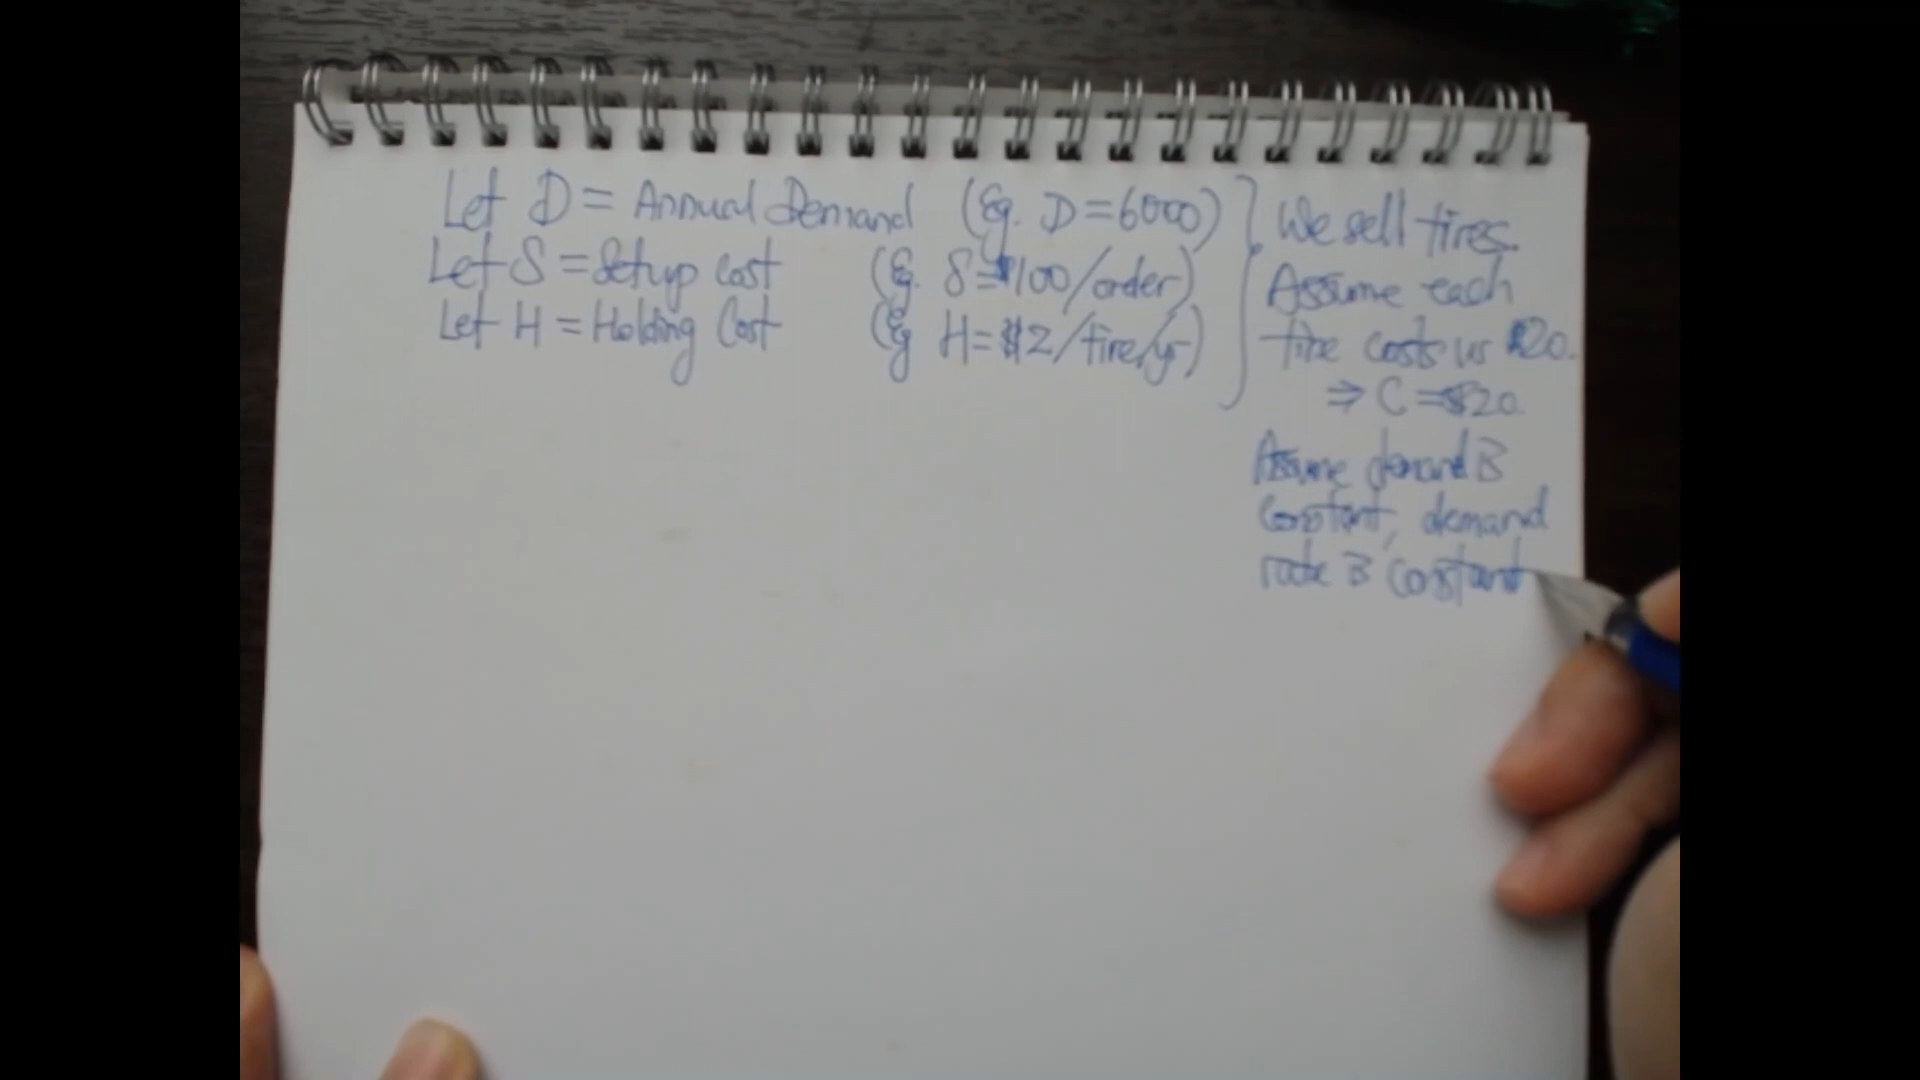 Let D = Annual Demand (Eg. D=6000)
Let S = Setup cost (Eg. S=$100/order)
Let H = Holding Cost (Eg H=$2/tire/yr)
We sell tires.
Assume each
tire costs us $20.
⇒ C = $20.
Assume demand is
constant, demand
rate is constant